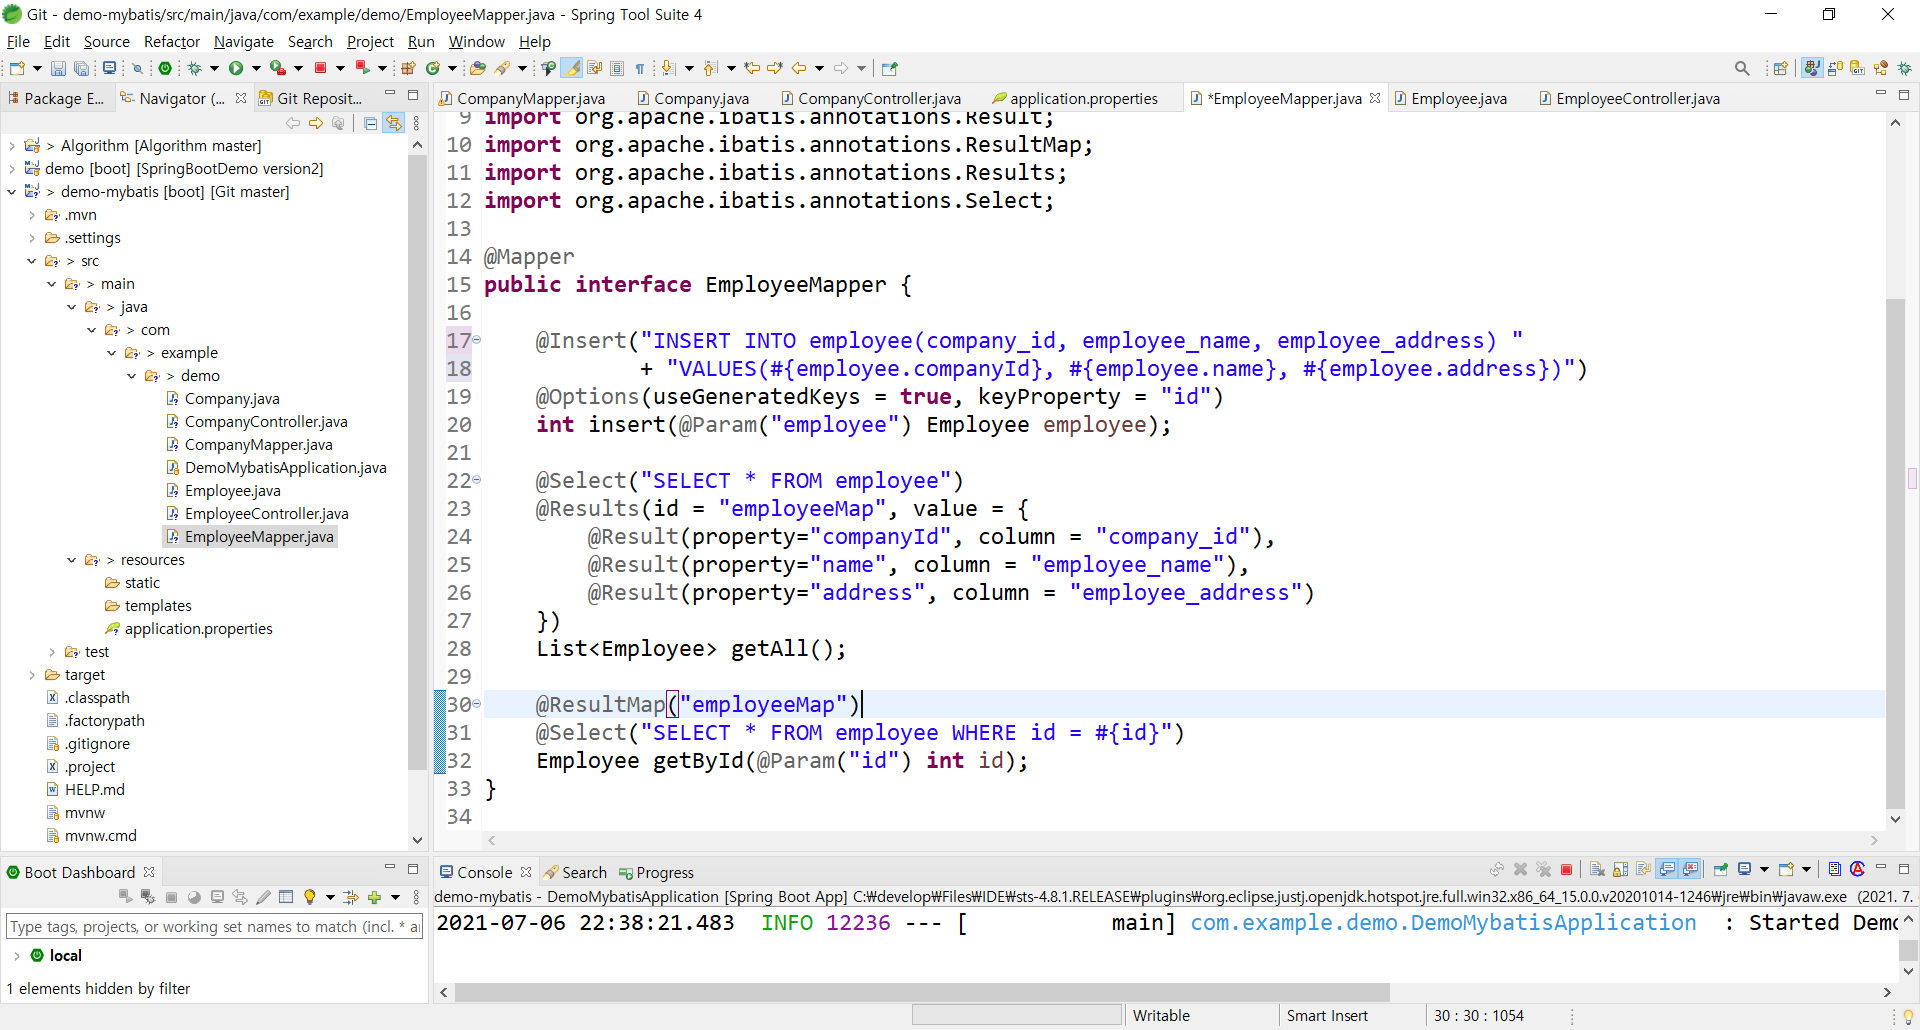 Git - demo-mybatis/src/main/java/com/example/demo/EmployeeMapper.java - Spring Tool Suite 4
File Edit Source Refactor Navigate Search Project Run Window Help
Package E... Navigator (... Git Reposit...
> Algorithm [Algorithm master]
demo [boot] [SpringBootDemo version2]
> demo-mybatis [boot] [Git master]
.mvn
.settings
> src
> main
> java
> com
> example
> demo
Company.java
CompanyController.java
CompanyMapper.java
DemoMybatisApplication.java
Employee.java
EmployeeController.java
EmployeeMapper.java
> resources
static
templates
application.properties
test
target
.classpath
.factorypath
.gitignore
.project
HELP.md
mvnw
mvnw.cmd
CompanyMapper.java Company.java CompanyController.java application.properties *EmployeeMapper.java Employee.java EmployeeController.java
9 import org.apache.ibatis.annotations.Result;
10 import org.apache.ibatis.annotations.ResultMap;
11 import org.apache.ibatis.annotations.Results;
12 import org.apache.ibatis.annotations.Select;
13
14 @Mapper
15 public interface EmployeeMapper {
16
17 @Insert("INSERT INTO employee(company_id, employee_name, employee_address) "
18 + "VALUES(#{employee.companyId}, #{employee.name}, #{employee.address})")
19 @Options(useGeneratedKeys = true, keyProperty = "id")
20 int insert(@Param("employee") Employee employee);
21
22 @Select("SELECT * FROM employee")
23 @Results(id = "employeeMap", value = {
24 @Result(property="companyId", column = "company_id"),
25 @Result(property="name", column = "employee_name"),
26 @Result(property="address", column = "employee_address")
27 })
28 List<Employee> getAll();
29
30 @ResultMap("employeeMap")
31 @Select("SELECT * FROM employee WHERE id = #{id}")
32 Employee getById(@Param("id") int id);
33 }
34
Boot Dashboard
Type tags, projects, or working set names to match (incl. * a
local
1 elements hidden by filter
Console Search Progress
demo-mybatis - DemoMybatisApplication [Spring Boot App] C:₩develop₩Files₩IDE₩sts-4.8.1.RELEASE₩plugins₩org.eclipse.justj.openjdk.hotspot.jre.full.win32.x86_64_15.0.0.v20201014-1246₩jre₩bin₩javaw.exe (2021. 7.
2021-07-06 22:38:21.483 INFO 12236 --- [ main] com.example.demo.DemoMybatisApplication : Started Demo
Writable Smart Insert 30 : 30 : 1054